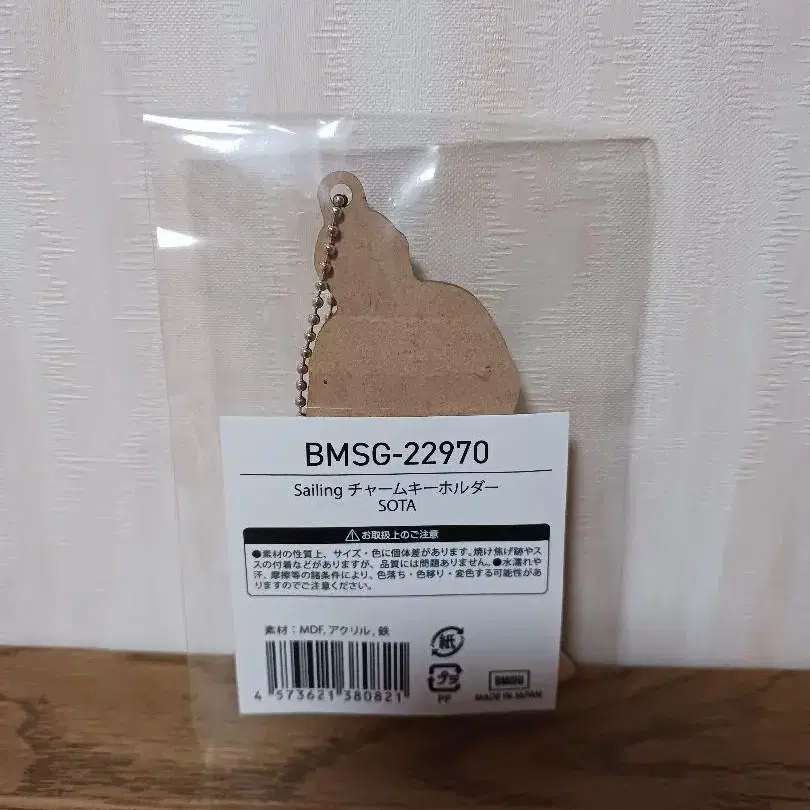 BMSG-22970
Sailing チャームキーホルダー
SOTA
⚠お取扱上のご注意
●素材の性質上、サイズ・色に個体差があります。焼け焦げ跡やス
スの付着などがありますが、品質には問題ありません。●水濡れや
汗、摩擦等の諸条件により、色落ち・色移り・変色する可能性があ
りますのでご注意ください。
素材：MDF, アクリル, 鉄
紙
4 573621 380821
プラ
PP
BMSG
MADE IN JAPAN